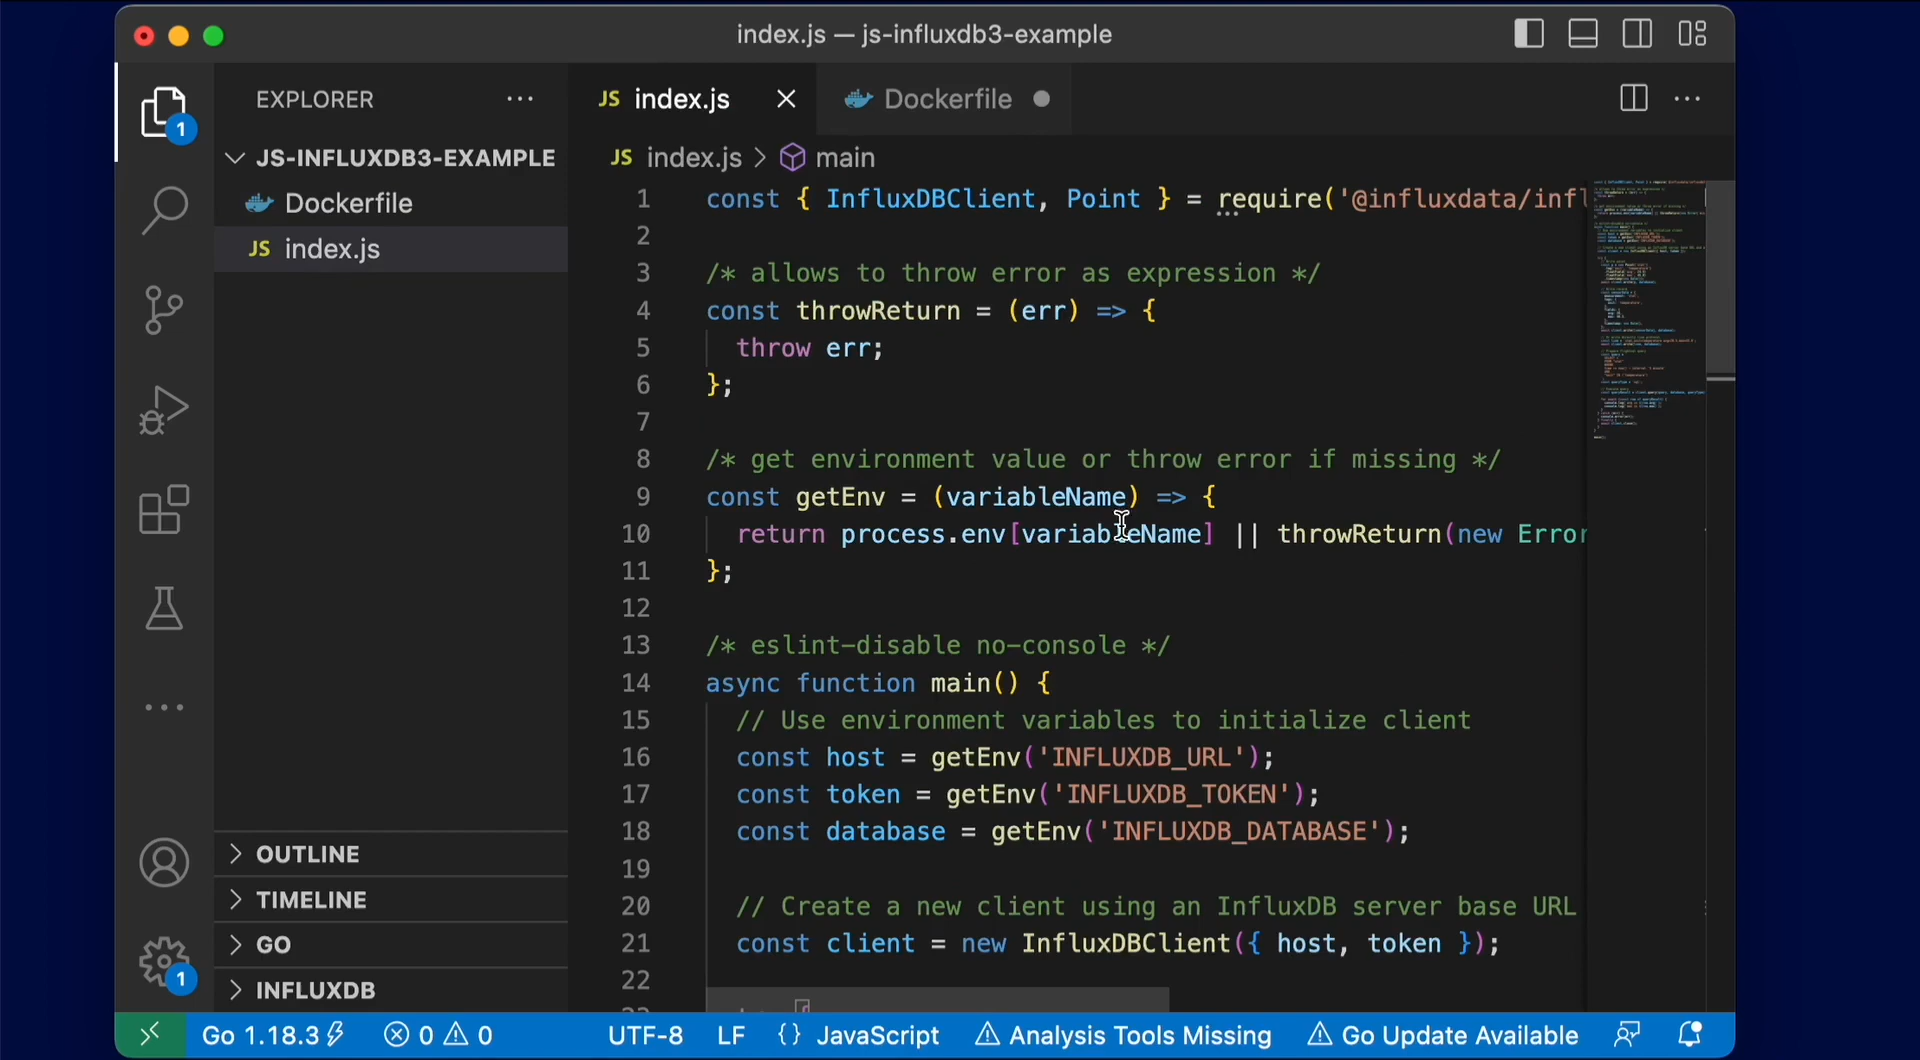 index.js — js-influxdb3-example
EXPLORER
1
JS-INFLUXDB3-EXAMPLE
Dockerfile
JS index.js
OUTLINE
TIMELINE
GO
INFLUXDB
1
JS index.js
Dockerfile
JS index.js > main
1 const { InfluxDBClient, Point } = require('@influxdata/infl
2
3 /* allows to throw error as expression */
4 const throwReturn = (err) => {
5 throw err;
6 };
7
8 /* get environment value or throw error if missing */
9 const getEnv = (variableName) => {
10 return process.env[variableName] || throwReturn(new Error
11 };
12
13 /* eslint-disable no-console */
14 async function main() {
15 // Use environment variables to initialize client
16 const host = getEnv('INFLUXDB_URL');
17 const token = getEnv('INFLUXDB_TOKEN');
18 const database = getEnv('INFLUXDB_DATABASE');
19
20 // Create a new client using an InfluxDB server base URL
21 const client = new InfluxDBClient({ host, token });
22
Go 1.18.3 0 0 UTF-8 LF {} JavaScript Analysis Tools Missing Go Update Available